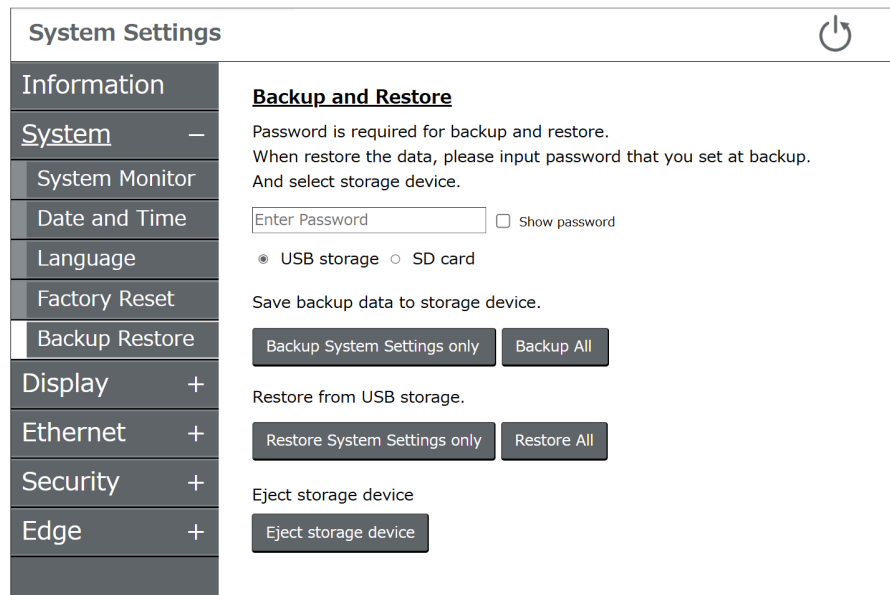 System Settings
Information
System −
System Monitor
Date and Time
Language
Factory Reset
Backup Restore
Display +
Ethernet +
Security +
Edge +
Backup and Restore
Password is required for backup and restore.
When restore the data, please input password that you set at backup.
And select storage device.
Enter Password Show password
USB storage SD card
Save backup data to storage device.
Backup System Settings only Backup All
Restore from USB storage.
Restore System Settings only Restore All
Eject storage device
Eject storage device